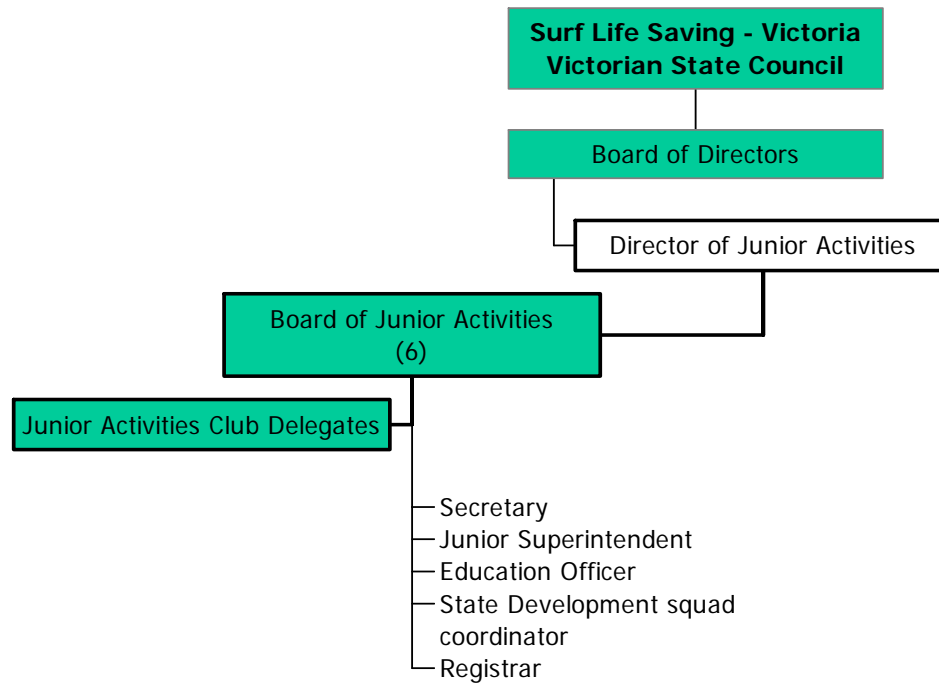 Surf Life Saving - Victoria
Victorian State Council
Board of Directors
Director of Junior Activities
Board of Junior Activities
(6)
Junior Activities Club Delegates
Secretary
Junior Superintendent
Education Officer
State Development squad
coordinator
Registrar